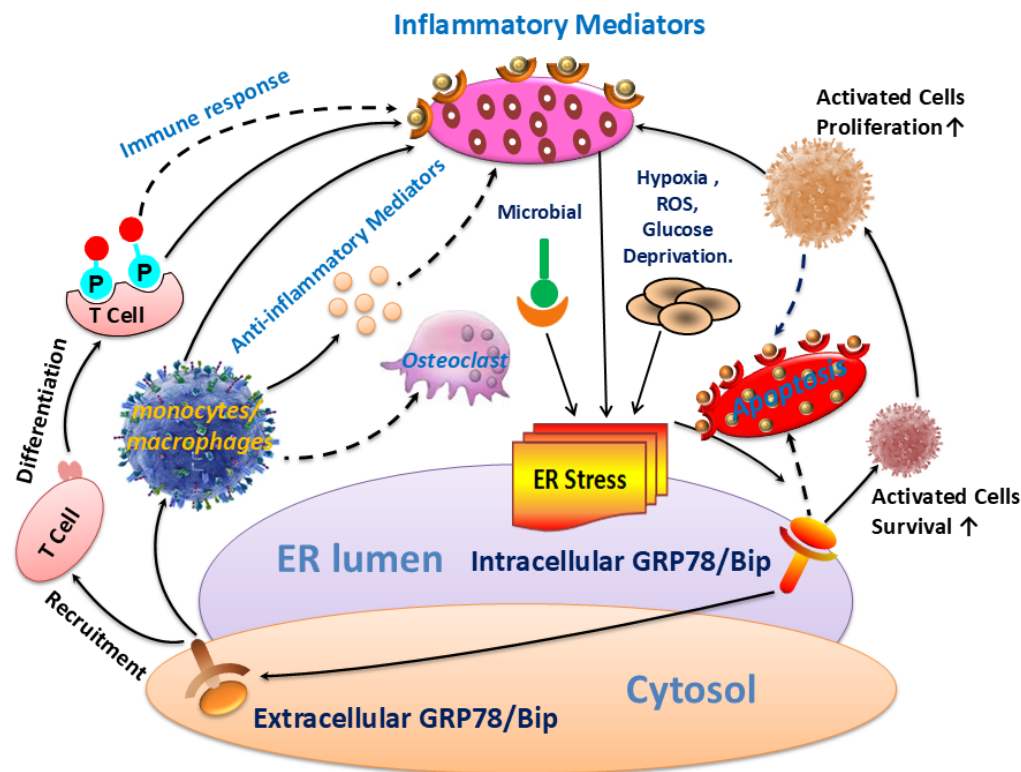 Inflammatory Mediators
Immune response
Activated Cells
Proliferation ↑
Anti-inflammatory Mediators
Microbial
Hypoxia ,
ROS,
Glucose
Deprivation.
P
P
T Cell
Osteoclast
Apoptosis
Differentiation
monocytes/
macrophages
T Cell
ER Stress
Activated Cells
Survival ↑
ER lumen
Intracellular GRP78/Bip
Recruitment
Cytosol
Extracellular GRP78/Bip